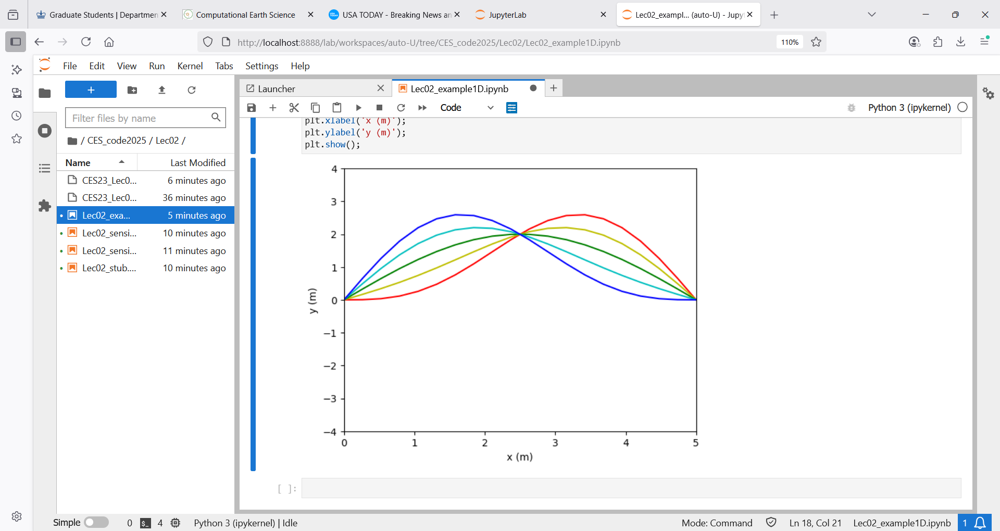 Graduate Students | Departmen
Computational Earth Science
USA TODAY - Breaking News an
JupyterLab
Lec02_exampl... (auto-U) - Jupyt
http://localhost:8888/lab/workspaces/auto-U/tree/CES_code2025/Lec02/Lec02_example1D.ipynb
110%
File Edit View Run Kernel Tabs Settings Help
Filter files by name
/ CES_code2025 / Lec02 /
Name Last Modified
CES23_Lec0... 6 minutes ago
CES23_Lec0... 36 minutes ago
Lec02_exa... 5 minutes ago
Lec02_sensi... 10 minutes ago
Lec02_sensi... 11 minutes ago
Lec02_stub.... 10 minutes ago
Launcher
Lec02_example1D.ipynb
Code
Python 3 (ipykernel)
plt.xlabel('x (m)');
plt.ylabel('y (m)');
plt.show();
4
3
2
1
0
−1
−2
−3
−4
y (m)
0 1 2 3 4 5
x (m)
[ ]:
Simple 0 $_ 4 Python 3 (ipykernel) | Idle
Mode: Command Ln 18, Col 21 Lec02_example1D.ipynb 1